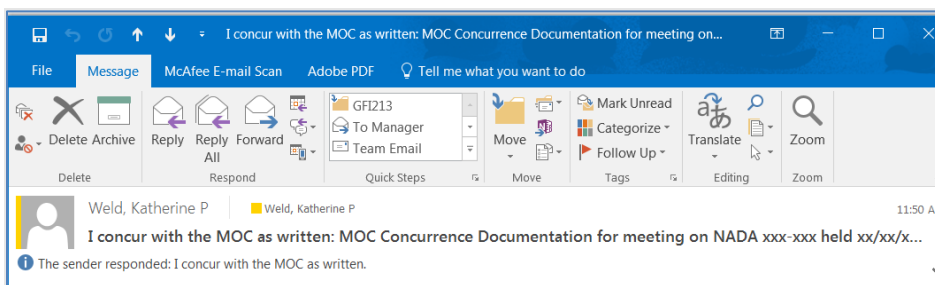 I concur with the MOC as written: MOC Concurrence Documentation for meeting on...
File Message McAfee E-mail Scan Adobe PDF Tell me what you want to do
Delete Archive Reply Reply All Forward
GFI213
To Manager
Team Email
Move
Mark Unread
Categorize
Follow Up
Translate
Zoom
Delete Respond Quick Steps Move Tags Editing Zoom
Weld, Katherine P Weld, Katherine P 11:50 A
I concur with the MOC as written: MOC Concurrence Documentation for meeting on NADA xxx-xxx held xx/xx/x...
The sender responded: I concur with the MOC as written.